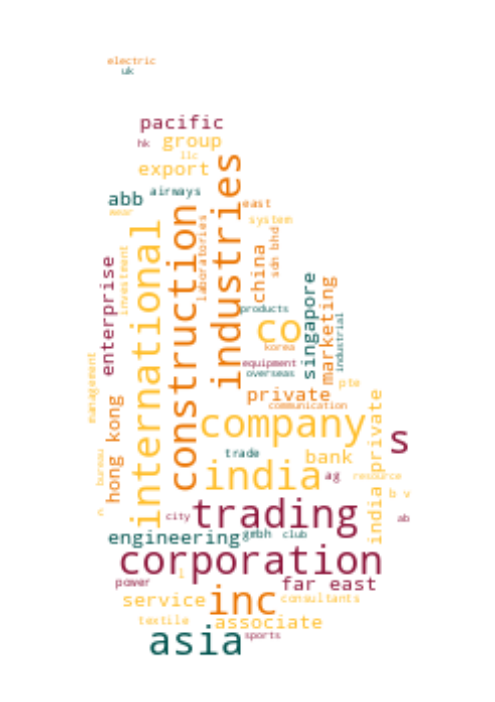 electric
uk
pacific
hk
group
llc
export
industries
airways
abb
wear
east
construction
laboratories
system
international
china
sdn bhd
enterprise
investment
singapore
marketing
products
co
industrial
korea
equipment
overseas
management
pte
private
communication
hong kong
company
india private
s
trade
bank
bureau
india
ag
resource
b v
trading
city
ab
engineering
gmbh
club
corporation
power
far east
service
inc
consultants
textile
associate
asia
sports